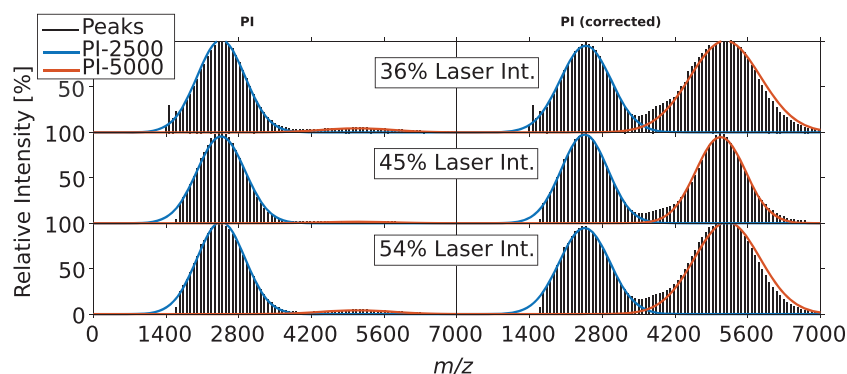 PI PI (corrected)
Peaks
PI-2500
PI-5000
Relative Intensity [%]
50
36% Laser Int.
100
45% Laser Int.
50
100
54% Laser Int.
50
0
0 1400 2800 4200 5600 7000 1400 2800 4200 5600 7000
m/z